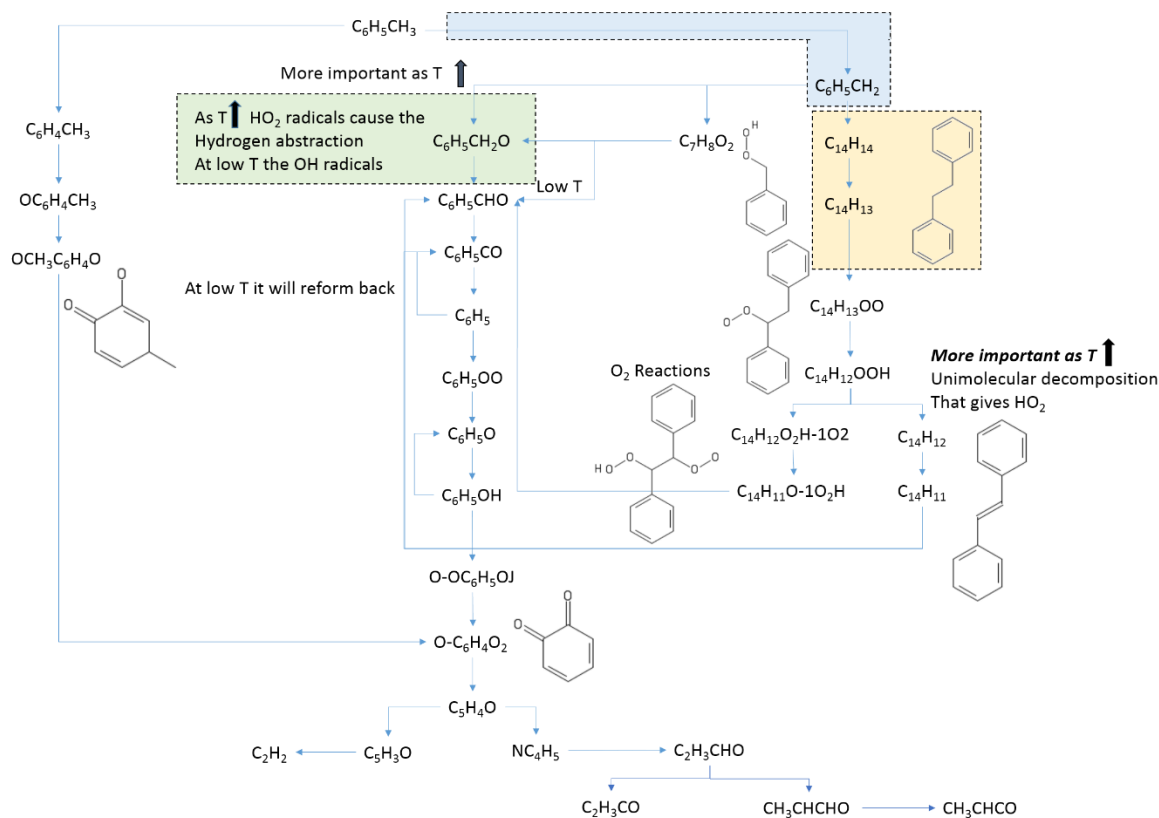 C₆H₅CH₃
More important as T
C₆H₅CH₂
As T HO₂ radicals cause the
Hydrogen abstraction
At low T the OH radicals
C₆H₄CH₃
C₆H₅CH₂O
C₇H₈O₂
H
O
O
C₁₄H₁₄
Low T
OC₆H₄CH₃
C₆H₅CHO
C₁₄H₁₃
OCH₃C₆H₄O
C₆H₅CO
O
O
At low T it will reform back
C₆H₅
O
O
C₁₄H₁₃OO
More important as T
Unimolecular decomposition
That gives HO₂
O₂ Reactions
C₆H₅OO
C₁₄H₁₂OOH
C₆H₅O
C₁₄H₁₂O₂H-1O2
C₁₄H₁₂
H O
O
O
O
C₆H₅OH
C₁₄H₁₁O-1O₂H
C₁₄H₁₁
O-OC₆H₅OJ
O
O
O-C₆H₄O₂
C₅H₄O
C₂H₂
C₅H₃O
NC₄H₅
C₂H₃CHO
C₂H₃CO
CH₃CHCHO
CH₃CHCO